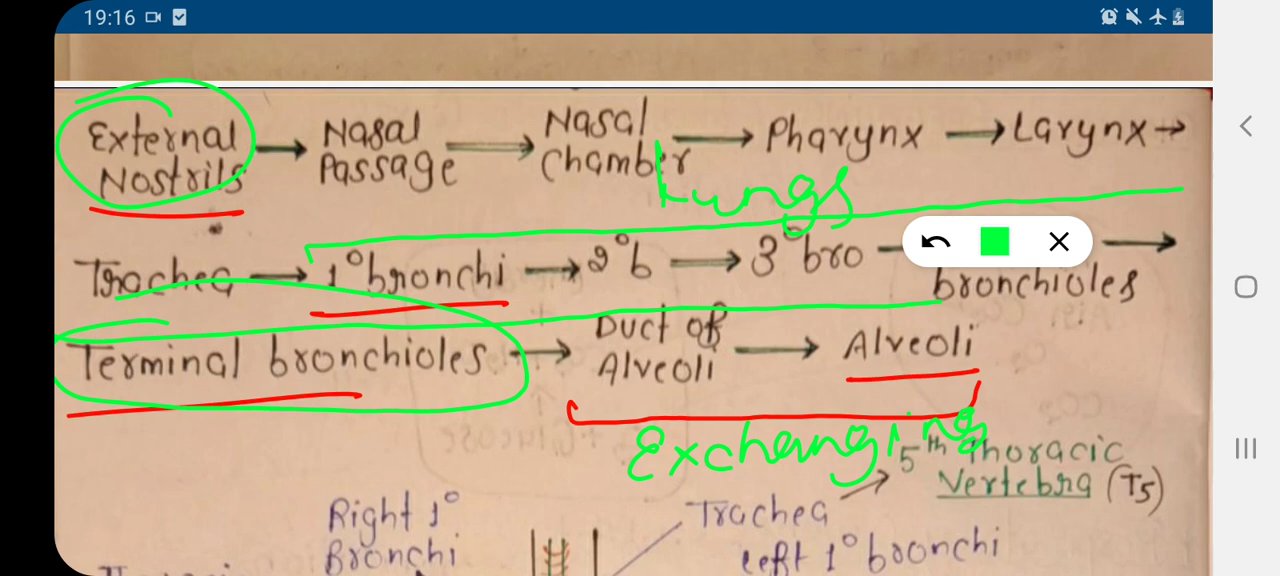 19:16
External Nostrils → Nasal Passage → Nasal Chamber → Pharynx → Larynx →
Lungs
Trachea → 1° bronchi → 2° b → 3° bro → bronchioles →
Terminal bronchioles → Duct of Alveoli → Alveoli
Exchanging
5th Thoracic
Vertebra (T5)
Right 1°
Bronchi
Trachea
left 1° bronchi